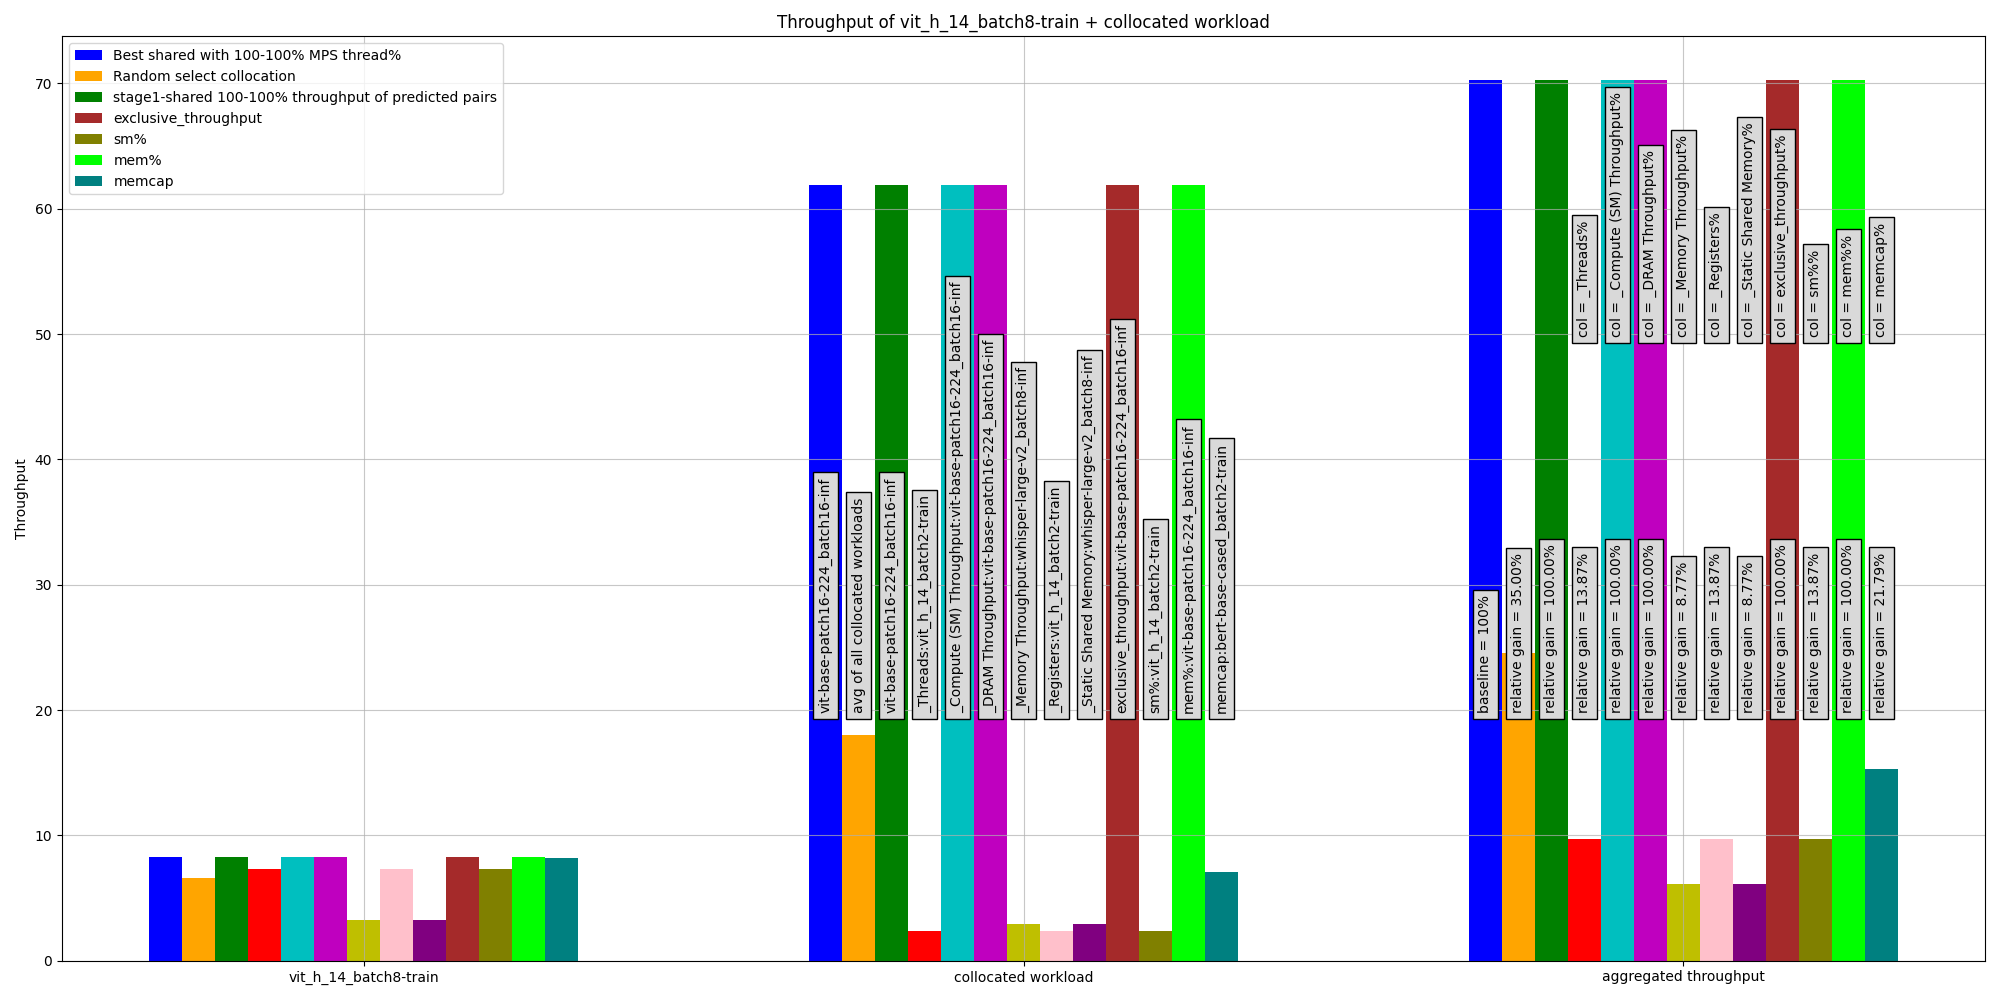 Throughput of vit_h_14_batch8-train + collocated workload
Best shared with 100-100% MPS thread%
Random select collocation
stage1-shared 100-100% throughput of predicted pairs
exclusive_throughput
sm%
mem%
memcap
Throughput
70
60
50
40
30
20
10
0
vit-base-patch16-224_batch16-inf
avg of all collocated workloads
vit-base-patch16-224_batch16-inf
_Threads:vit_h_14_batch2-train
_Compute (SM) Throughput:vit-base-patch16-224_batch16-inf
_DRAM Throughput:vit-base-patch16-224_batch16-inf
_Memory Throughput:whisper-large-v2_batch8-inf
_Registers:vit_h_14_batch2-train
_Static Shared Memory:whisper-large-v2_batch8-inf
exclusive_throughput:vit-base-patch16-224_batch16-inf
sm%:vit_h_14_batch2-train
mem%:vit-base-patch16-224_batch16-inf
memcap:bert-base-cased_batch2-train
col = _Threads%
col = _Compute (SM) Throughput%
col = _DRAM Throughput%
col = _Memory Throughput%
col = _Registers%
col = _Static Shared Memory%
col = exclusive_throughput%
col = sm%%
col = mem%%
col = memcap%
baseline = 100%
relative gain = 35.00%
relative gain = 100.00%
relative gain = 13.87%
relative gain = 100.00%
relative gain = 100.00%
relative gain = 8.77%
relative gain = 13.87%
relative gain = 8.77%
relative gain = 100.00%
relative gain = 13.87%
relative gain = 100.00%
relative gain = 21.79%
vit_h_14_batch8-train
collocated workload
aggregated throughput